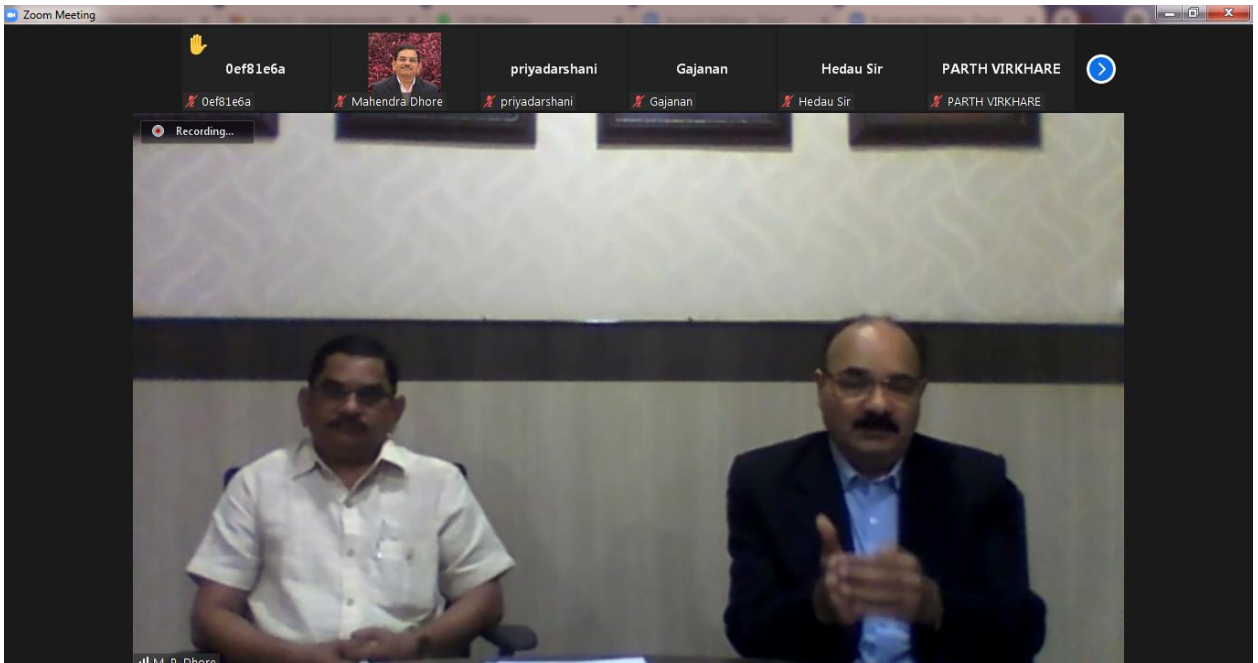 Zoom Meeting
0ef81e6a
priyadarshani
Gajanan
Hedau Sir
PARTH VIRKHARE
0ef81e6a
Mahendra Dhore
priyadarshani
Gajanan
Hedau Sir
PARTH VIRKHARE
Recording...
M. P. Dhore